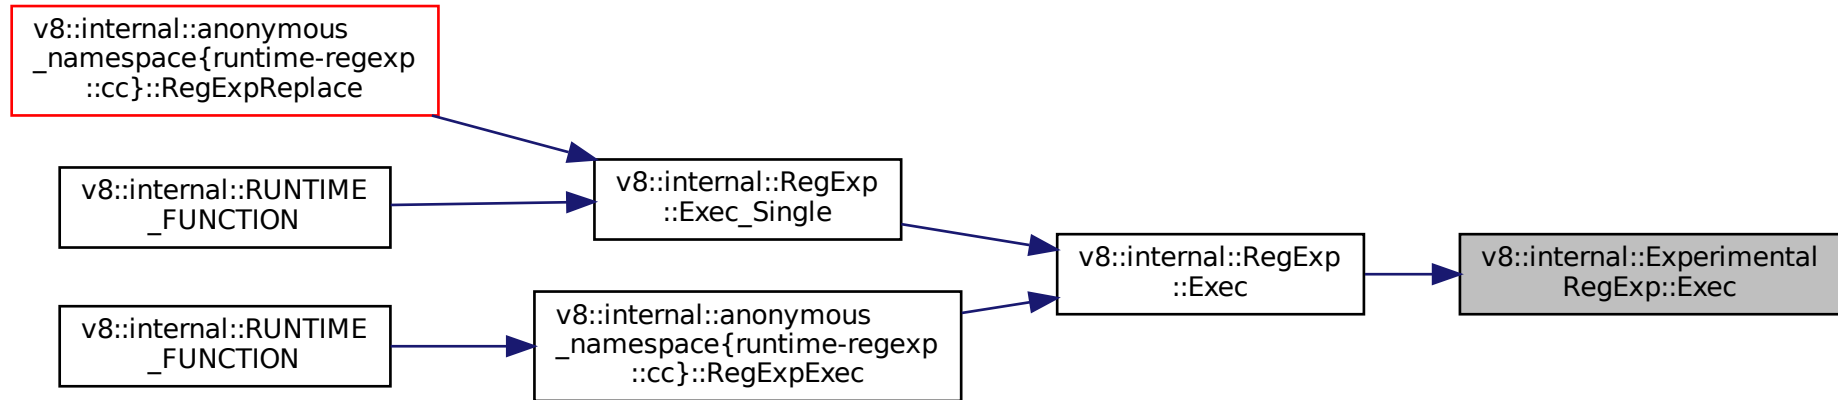 v8::internal::anonymous
_namespace{runtime-regexp
::cc}::RegExpReplace
v8::internal::RUNTIME
_FUNCTION
v8::internal::RegExp
::Exec_Single
v8::internal::RegExp
::Exec
v8::internal::Experimental
RegExp::Exec
v8::internal::RUNTIME
_FUNCTION
v8::internal::anonymous
_namespace{runtime-regexp
::cc}::RegExpExec